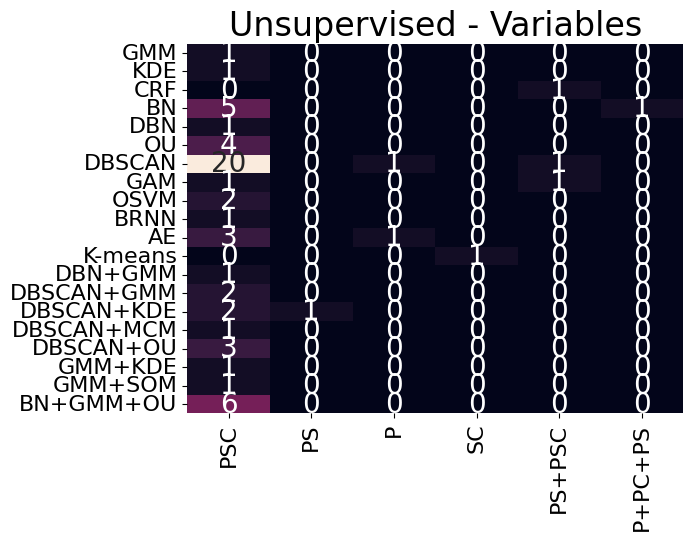 Unsupervised - Variables
GMM 1 0 0 0 0 0
KDE 1 0 0 0 0 0
CRF 0 0 0 0 1 0
BN 5 0 0 0 0 1
DBN 1 0 0 0 0 0
OU 4 0 0 0 0 0
DBSCAN 20 0 1 0 1 0
GAM 1 0 0 0 1 0
OSVM 2 0 0 0 0 0
BRNN 1 0 0 0 0 0
AE 3 0 1 0 0 0
K-means 0 0 0 1 0 0
DBN+GMM 1 0 0 0 0 0
DBSCAN+GMM 2 0 0 0 0 0
DBSCAN+KDE 2 1 0 0 0 0
DBSCAN+MCM 1 0 0 0 0 0
DBSCAN+OU 3 0 0 0 0 0
GMM+KDE 1 0 0 0 0 0
GMM+SOM 1 0 0 0 0 0
BN+GMM+OU 6 0 0 0 0 0
PSC PS P SC PS+PSC P+PC+PS